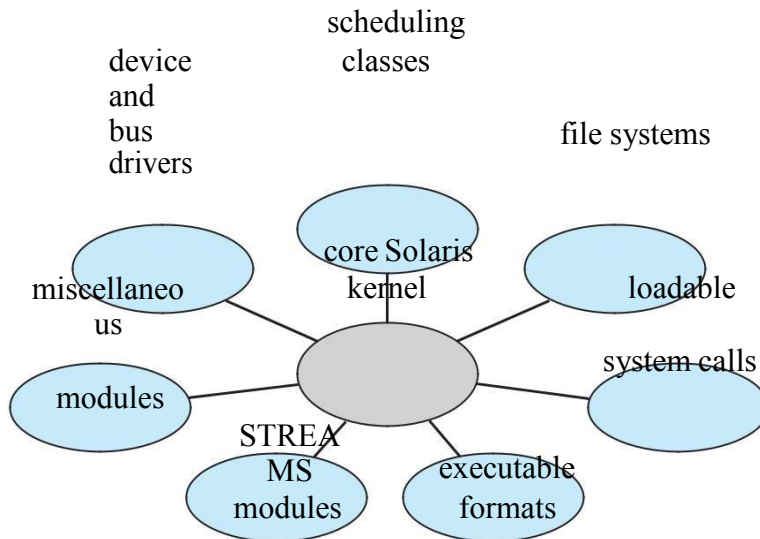 scheduling
classes
device
and
bus
drivers
file systems
core Solaris
kernel
miscellaneo
us
loadable
system calls
modules
STREA
MS
modules
executable
formats